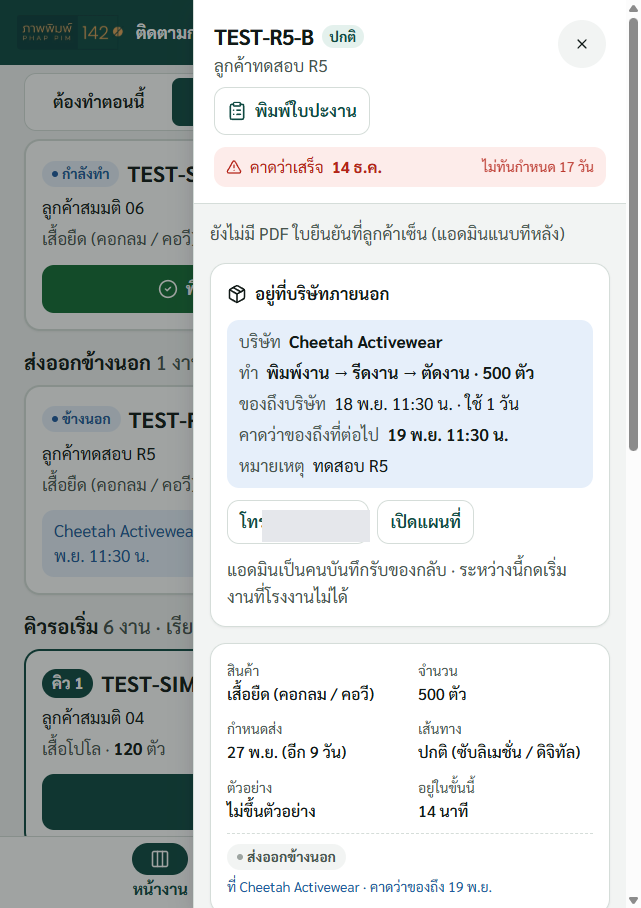 ภาพพิมพ์
PHAP PIM
142
ติดตามก
ต้องทำตอนนี้
กำลังทำ TEST-S
ลูกค้าสมมติ 06
เสื้อยืด (คอกลม / คอวี
ส่งออกข้างนอก 1 งา
ข้างนอก TEST-R
ลูกค้าทดสอบ R5
เสื้อยืด (คอกลม / คอวี
Cheetah Activewea
พ.ย. 11:30 น.
คิวรอเริ่ม 6 งาน · เรีย
คิว 1 TEST-SIM
ลูกค้าสมมติ 04
เสื้อโปโล · 120 ตัว
หน้างาน
TEST-R5-B ปกติ
ลูกค้าทดสอบ R5
พิมพ์ใบปะงาน
คาดว่าเสร็จ 14 ธ.ค. ไม่ทันกำหนด 17 วัน
ยังไม่มี PDF ใบยืนยันที่ลูกค้าเซ็น (แอดมินแนบทีหลัง)
อยู่ที่บริษัทภายนอก
บริษัท Cheetah Activewear
ทำ พิมพ์งาน → รีดงาน → ตัดงาน · 500 ตัว
ของถึงบริษัท 18 พ.ย. 11:30 น. · ใช้ 1 วัน
คาดว่าของถึงที่ต่อไป 19 พ.ย. 11:30 น.
หมายเหตุ ทดสอบ R5
โทร เปิดแผนที่
แอดมินเป็นคนบันทึกรับของกลับ · ระหว่างนี้กดเริ่ม
งานที่โรงงานไม่ได้
สินค้า จำนวน
เสื้อยืด (คอกลม / คอวี) 500 ตัว
กำหนดส่ง เส้นทาง
27 พ.ย. (อีก 9 วัน) ปกติ (ซับลิเมชั่น / ดิจิทัล)
ตัวอย่าง อยู่ในขั้นนี้
ไม่ขึ้นตัวอย่าง 14 นาที
ส่งออกข้างนอก
ที่ Cheetah Activewear · คาดว่าของถึง 19 พ.ย.